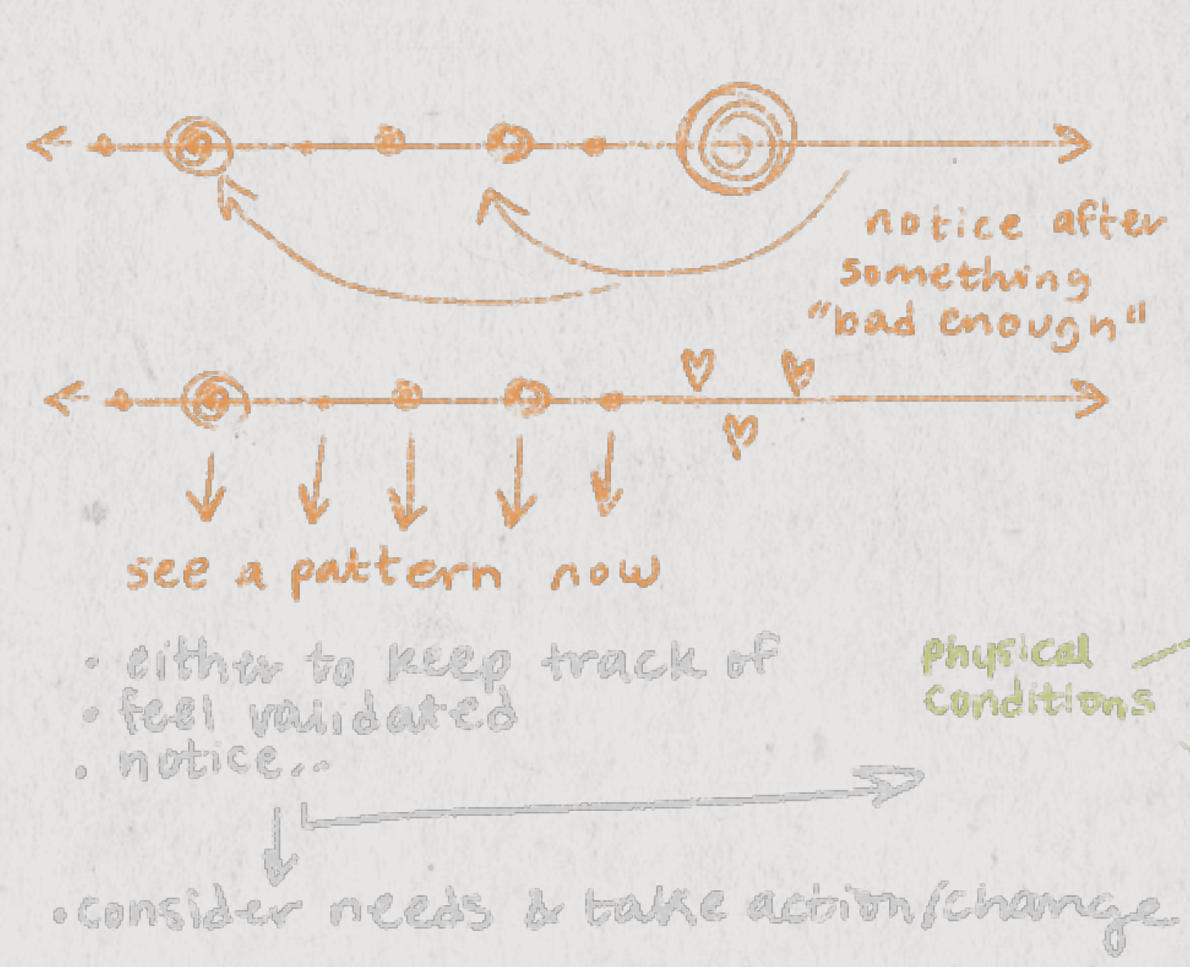 notice after
something
"bad enough"
see a pattern now
• either to keep track of
• feel validated
• notice...
physical
conditions
• consider needs & take action/change